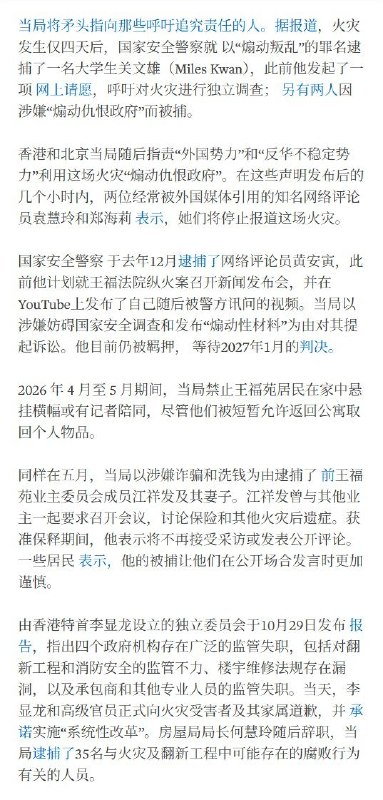 当局将矛头指向那些呼吁追究责任的人。据报道，火灾
发生仅四天后，国家安全警察就 以“煽动叛乱”的罪名逮
捕了一名大学生关文雄（Miles Kwan），此前他发起了一
项 网上请愿，呼吁对火灾进行独立调查； 另有两人因
涉嫌“煽动仇恨政府”而被捕。
香港和北京当局随后指责“外国势力”和“反华不稳定势
力”利用这场火灾“煽动仇恨政府”。在这些声明发布后的
几个小时内，两位经常被外国媒体引用的知名网络评论
员袁慧玲和郑海莉 表示，她们将停止报道这场火灾。
国家安全警察 于去年12月逮捕了网络评论员黄安寅，此
前他计划就王福法院纵火案召开新闻发布会，并在
YouTube上发布了自己随后被警方讯问的视频。当局以
涉嫌妨碍国家安全调查和发布“煽动性材料”为由对其提
起诉讼。他目前仍被羁押， 等待2027年1月的判决。
2026 年 4 月至 5 月期间，当局禁止王福苑居民在家中悬
挂横幅或有记者陪同，尽管他们被短暂允许返回公寓取
回个人物品。
同样在五月，当局以涉嫌诈骗和洗钱为由逮捕了 前王福
苑业主委员会成员江祥发及其妻子。江祥发曾与其他业
主一起要求召开会议，讨论保险和其他火灾后遗症。获
准保释期间，他表示将不再接受采访或发表公开评论。
一些居民 表示，他的被捕让他们在公开场合发言时更加
谨慎。
由香港特首李显龙设立的独立委员会于10月29日发布 报
告，指出四个政府机构存在广泛的监管失职，包括对翻
新工程和消防安全的监管不力、楼宇维修法规存在漏
洞，以及承包商和其他专业人员的监管失职。当天，李
显龙和高级官员正式向火灾受害者及其家属道歉，并 承
诺实施“系统性改革”。房屋局局长何慧玲随后辞职，当
局逮捕了35名与火灾及翻新工程中可能存在的腐败行为
有关的人员。